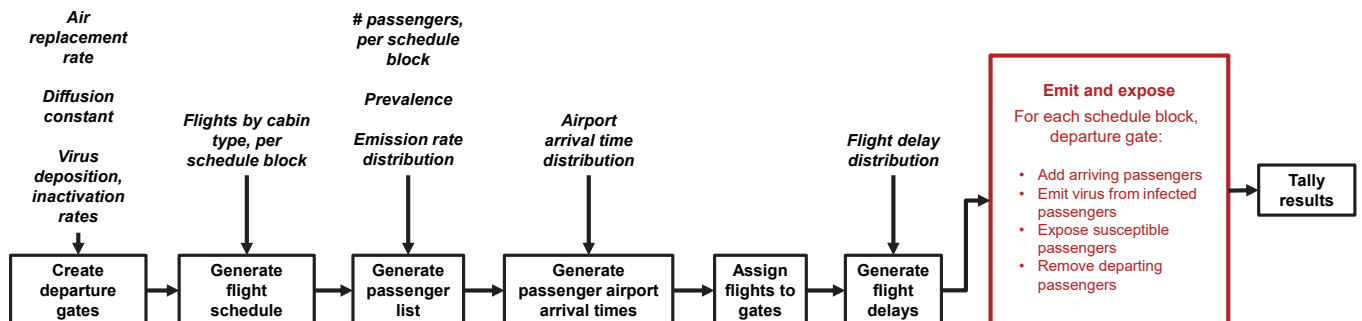 Air
replacement
rate
Diffusion
constant
Virus
deposition,
inactivation
rates
Create
departure
gates
Flights by cabin
type, per
schedule block
Generate
flight
schedule
# passengers,
per schedule
block
Prevalence
Emission rate
distribution
Generate
passenger
list
Airport
arrival time
distribution
Generate
passenger airport
arrival times
Assign
flights to
gates
Flight delay
distribution
Generate
flight
delays
Emit and expose
For each schedule block,
departure gate:
• Add arriving passengers
• Emit virus from infected
passengers
• Expose susceptible
passengers
• Remove departing
passengers
Tally
results